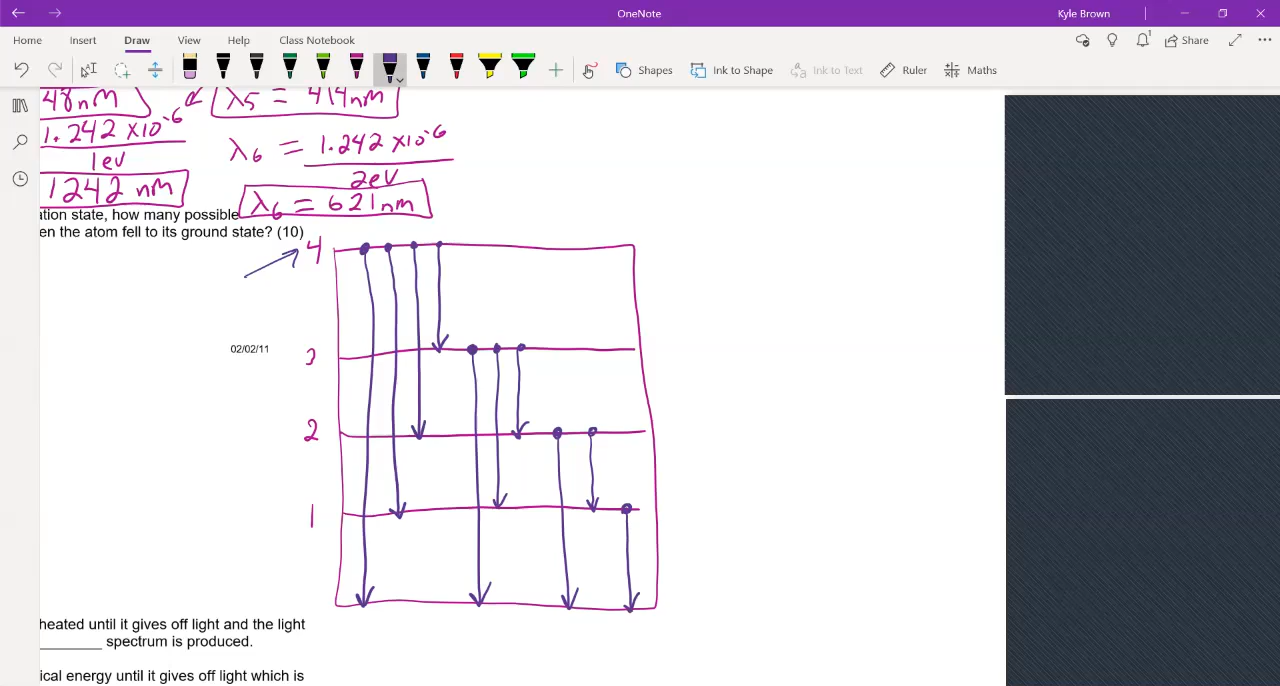 OneNote
Kyle Brown
Home Insert Draw View Help Class Notebook
Share
Shapes Ink to Shape Ink to Text Ruler Maths
48nM
λ5 = 414nm
1.242 x10-6
1ev
1242 nM
λ6 = 1.242 x10-6
2eV
λ6 = 621nm
ation state, how many possible
en the atom fell to its ground state? (10)
4
02/02/11
3
2
1
heated until it gives off light and the light
________ spectrum is produced.
ical energy until it gives off light which is